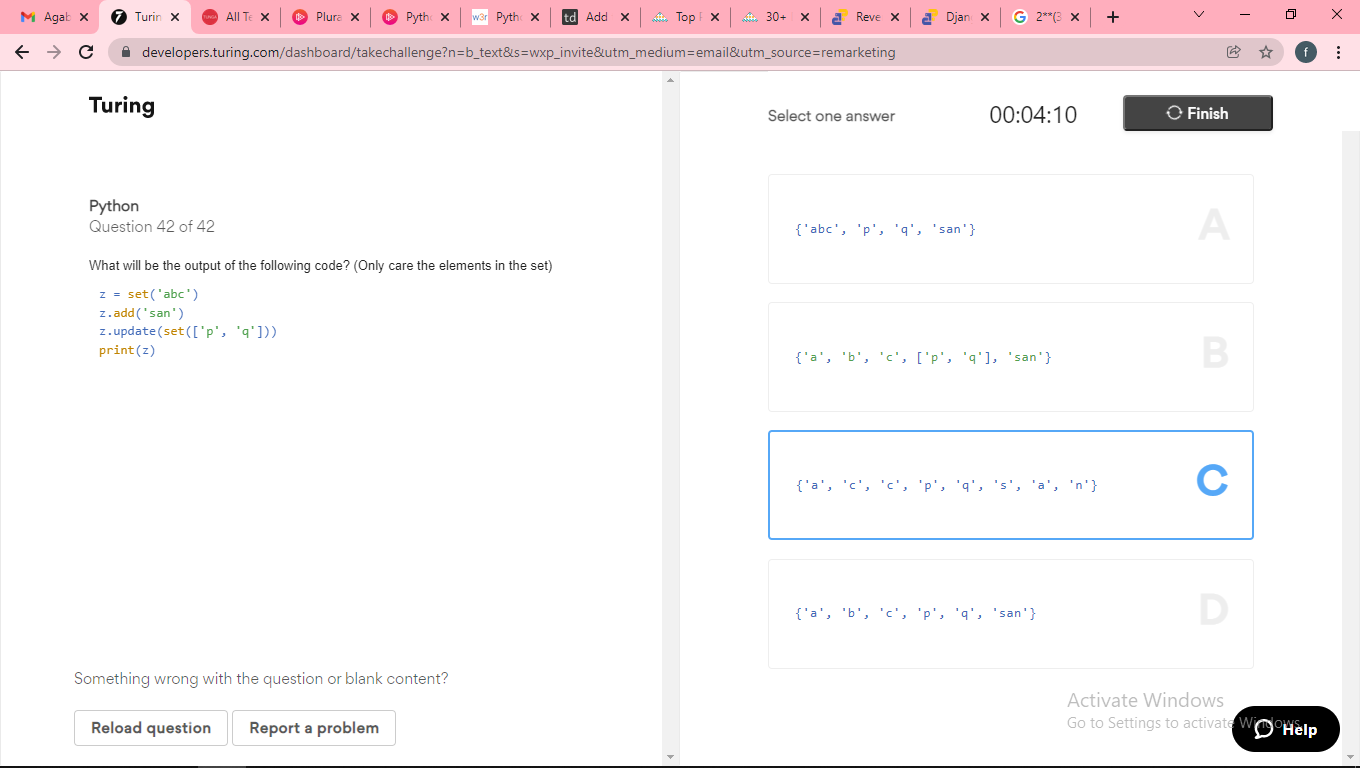 Agab
Turin
All Te
Plura
Pyth
w3r Pyth
td Add
Top
30+
Reve
Djan
2**(3
developers.turing.com/dashboard/takechallenge?n=b_text&s=wxp_invite&utm_medium=email&utm_source=remarketing
f
Turing
Python
Question 42 of 42
What will be the output of the following code? (Only care the elements in the set)
z = set('abc')
z.add('san')
z.update(set(['p', 'q']))
print(z)
Something wrong with the question or blank content?
Reload question
Report a problem
Select one answer
00:04:10
Finish
{'abc', 'p', 'q', 'san'}
A
{'a', 'b', 'c', ['p', 'q'], 'san'}
B
{'a', 'c', 'c', 'p', 'q', 's', 'a', 'n'}
C
{'a', 'b', 'c', 'p', 'q', 'san'}
D
Activate Windows
Go to Settings to activate Windows.
Help